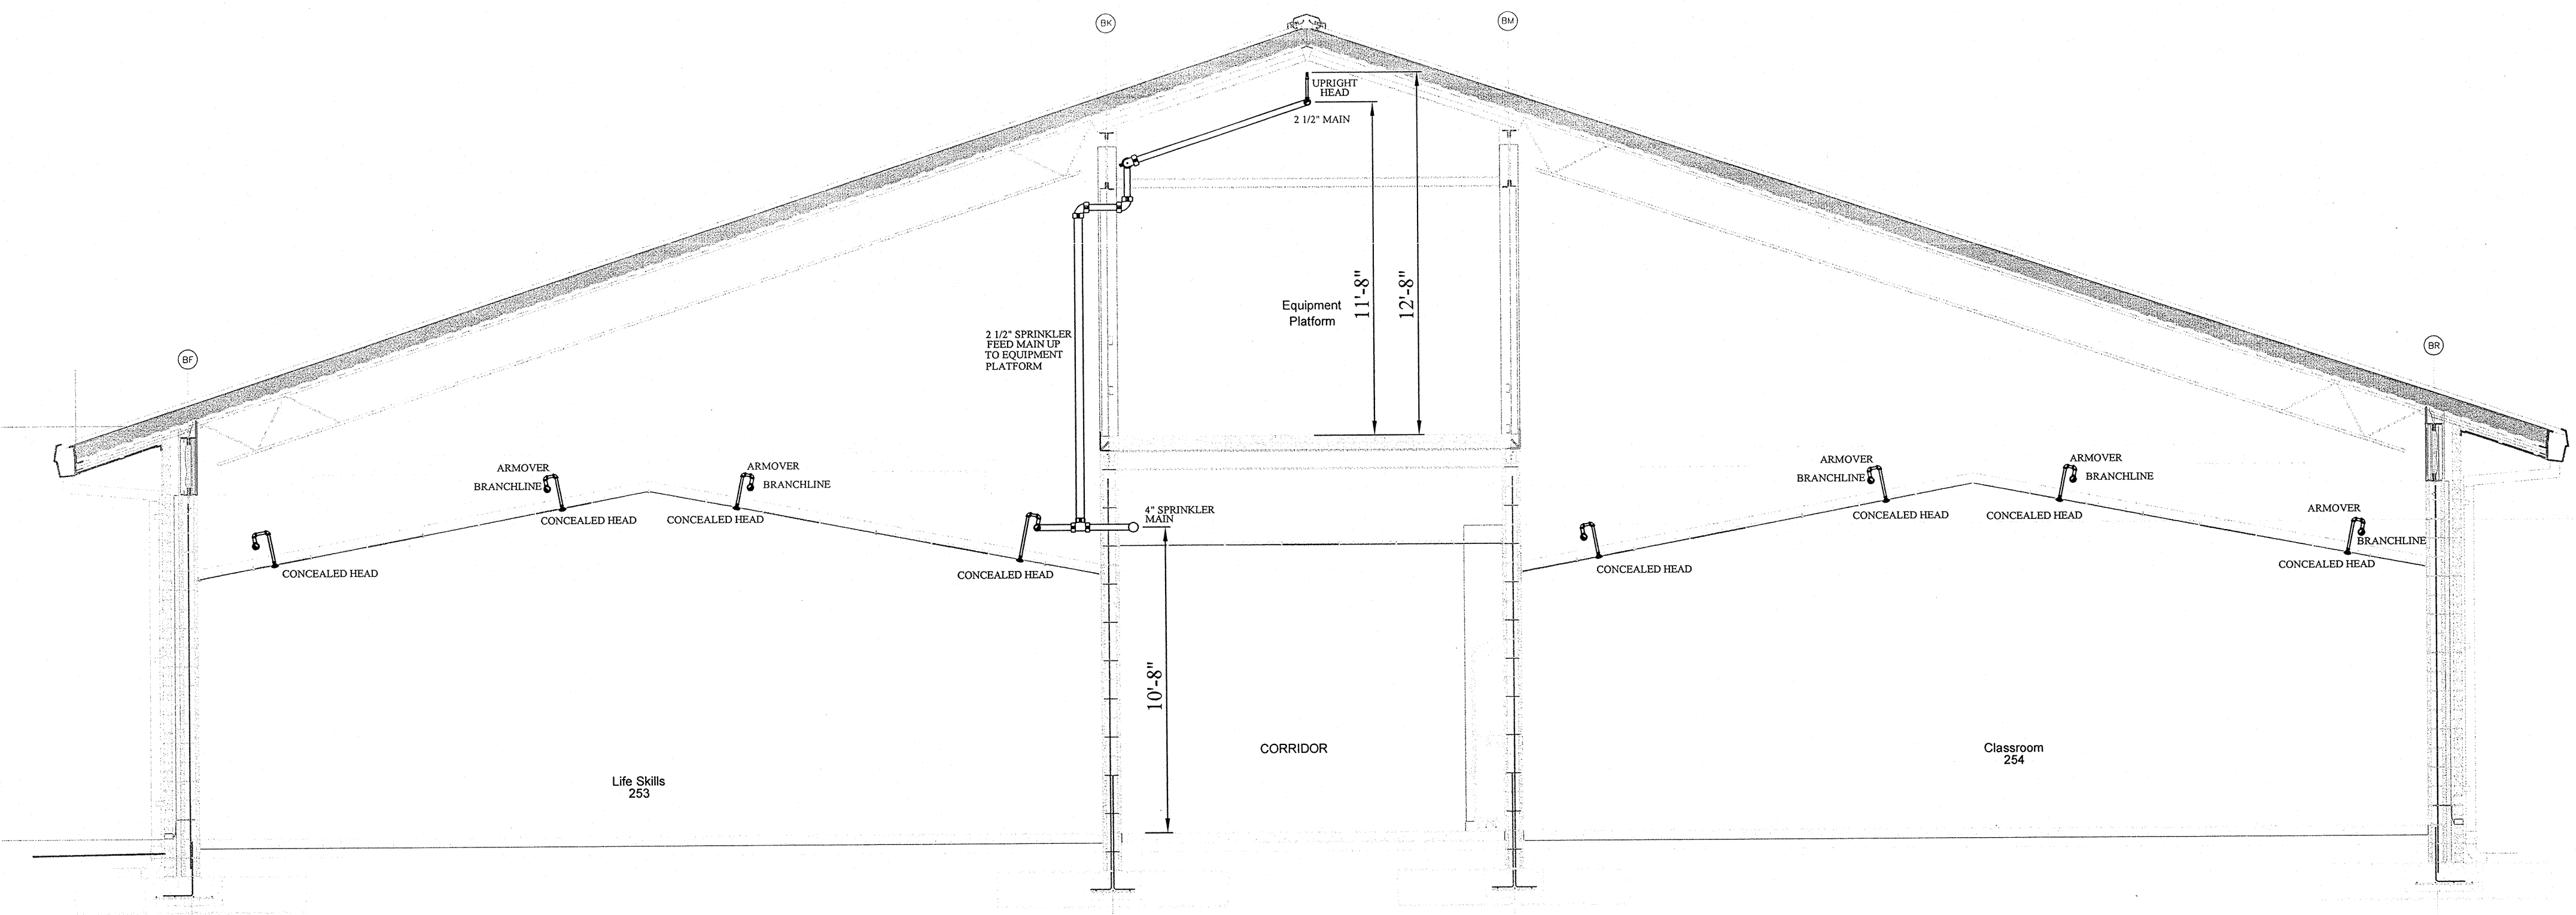 BK
BM
UPRIGHT
HEAD
2 1/2" MAIN
11'-8"
12'-8"
Equipment
Platform
2 1/2" SPRINKLER
FEED MAIN UP
TO EQUIPMENT
PLATFORM
BF
BR
ARMOVER
BRANCHLINE
CONCEALED HEAD
ARMOVER
BRANCHLINE
CONCEALED HEAD
4" SPRINKLER
MAIN
ARMOVER
BRANCHLINE
CONCEALED HEAD
ARMOVER
BRANCHLINE
CONCEALED HEAD
ARMOVER
BRANCHLINE
CONCEALED HEAD
CONCEALED HEAD
CONCEALED HEAD
CONCEALED HEAD
10'-8"
CORRIDOR
Life Skills
253
Classroom
254